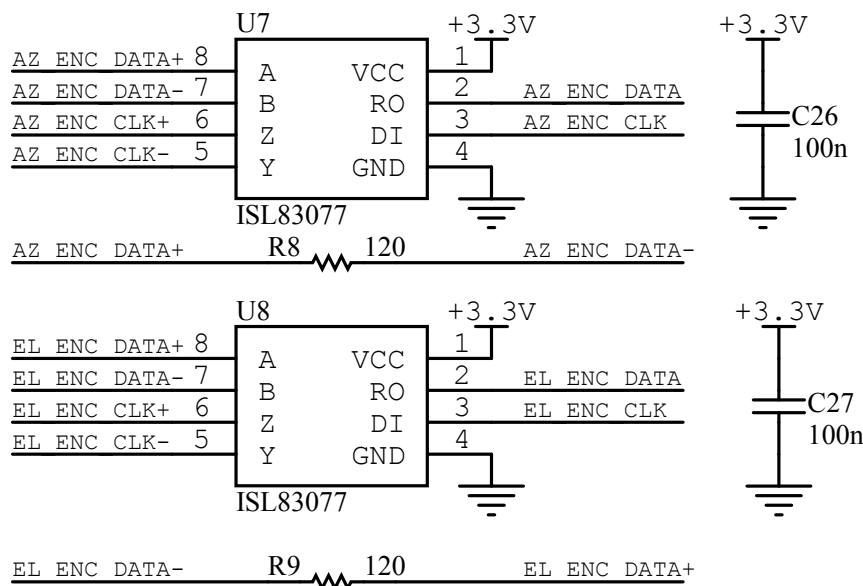 U7 +3.3V +3.3V
AZ ENC DATA+ 8 A VCC 1
AZ ENC DATA- 7 B RO 2 AZ ENC DATA
AZ ENC CLK+ 6 Z DI 3 AZ ENC CLK
AZ ENC CLK- 5 Y GND 4
C26
100n
ISL83077
AZ ENC DATA+ R8 120 AZ ENC DATA-
U8 +3.3V +3.3V
EL ENC DATA+ 8 A VCC 1
EL ENC DATA- 7 B RO 2 EL ENC DATA
EL ENC CLK+ 6 Z DI 3 EL ENC CLK
EL ENC CLK- 5 Y GND 4
C27
100n
ISL83077
EL ENC DATA- R9 120 EL ENC DATA+